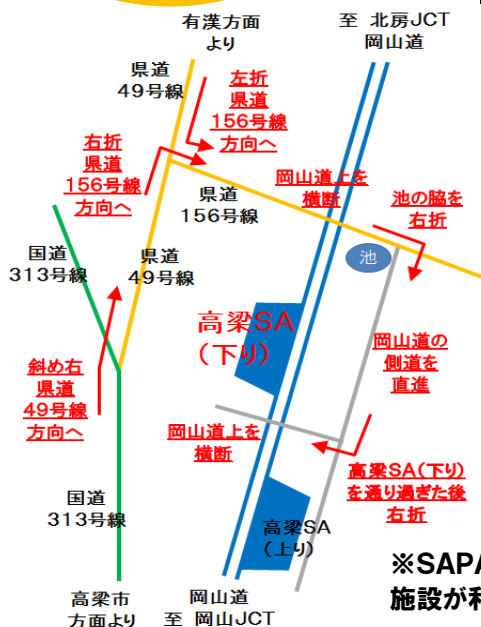 有漢方面
より
至 北房JCT
岡山道
県道
49号線
左折
県道
156号線
方向へ
右折
県道
156号線
方向へ
岡山道上を
横断
県道
156号線
池の脇を
右折
池
国道
313号線
県道
49号線
高梁SA
(下り)
岡山道の
側道を
直進
斜め右
県道
49号線
方向へ
岡山道上を
横断
高梁SA(下り)
を通り過ぎた後
右折
国道
313号線
高梁SA
(上り)
※SAPA
施設が利
高梁市
方面より
岡山道
至 岡山JCT